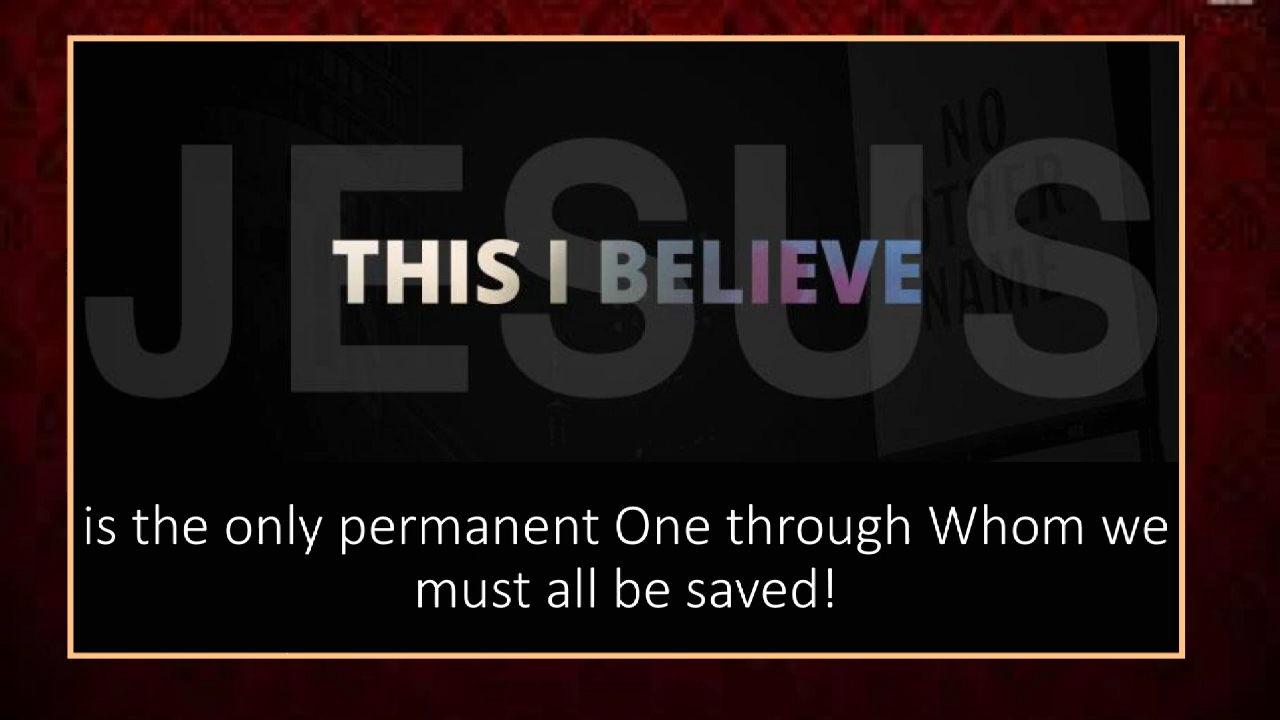 JESUS
THIS I BELIEVE
NO
OTHER
NAME
is the only permanent One through Whom we
must all be saved!